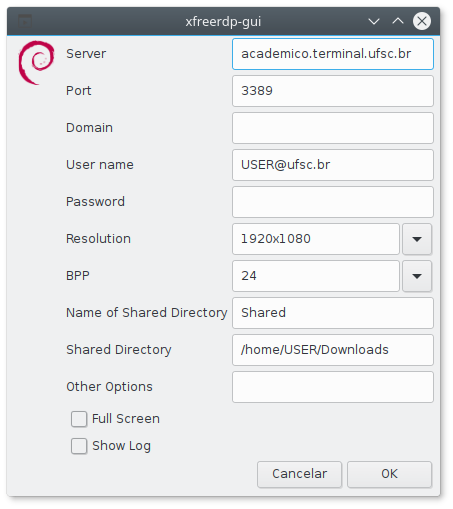 xfreerdp-gui
Server academico.terminal.ufsc.br
Port 3389
Domain
User name USER@ufsc.br
Password
Resolution 1920x1080
BPP 24
Name of Shared Directory Shared
Shared Directory /home/USER/Downloads
Other Options
Full Screen
Show Log
Cancelar OK